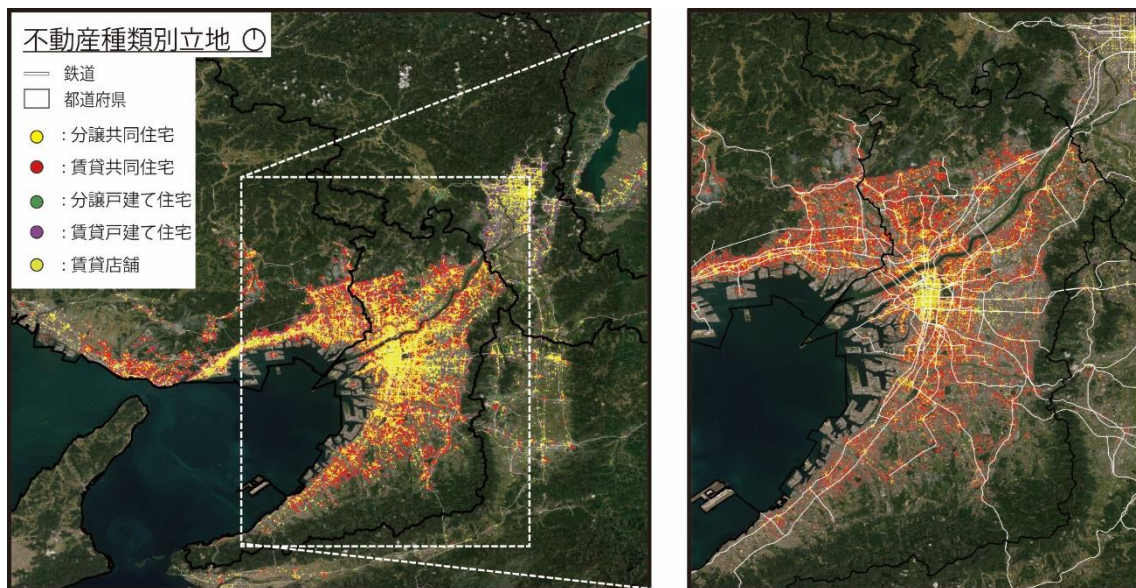 不動産種類別立地
鉄道
都道府県
：分譲共同住宅
：賃貸共同住宅
：分譲戸建て住宅
：賃貸戸建て住宅
：賃貸店舗